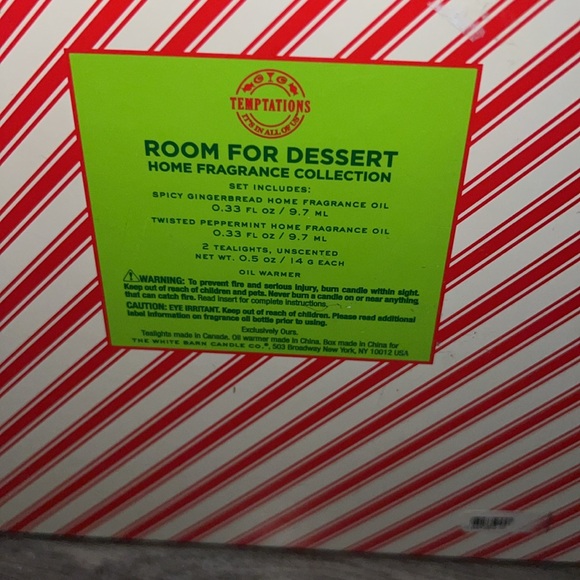 TEMPTATIONS
IT'S IN ALL OF US
ROOM FOR DESSERT
HOME FRAGRANCE COLLECTION
SET INCLUDES:
SPICY GINGERBREAD HOME FRAGRANCE OIL
0.33 FL OZ / 9.7 ML
TWISTED PEPPERMINT HOME FRAGRANCE OIL
0.33 FL OZ / 9.7 ML
2 TEALIGHTS, UNSCENTED
NET WT. 0.5 OZ / 14 G EACH
OIL WARMER
WARNING: To prevent fire and serious injury, burn candle within sight.
Keep out of reach of children and pets. Never burn a candle on or near anything
that can catch fire. Read insert for complete instructions.
CAUTION: EYE IRRITANT. Keep out of reach of children. Please read additional
label information on fragrance oil bottle prior to using.
Exclusively Ours.
Tealights made in Canada. Oil warmer made in China. Box made in China for
THE WHITE BARN CANDLE CO.®, 503 Broadway New York, NY 10012 USA